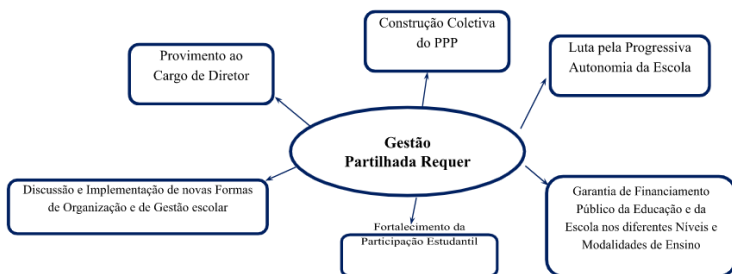 Construção Coletiva
do PPP
Provimento ao
Cargo de Diretor
Luta pela Progressiva
Autonomia da Escola
Gestão
Partilhada Requer
Discussão e Implementação de novas Formas
de Organização e de Gestão escolar
Fortalecimento da
Participação Estudantil
Garantia de Financiamento
Público da Educação e da
Escola nos diferentes Níveis e
Modalidades de Ensino